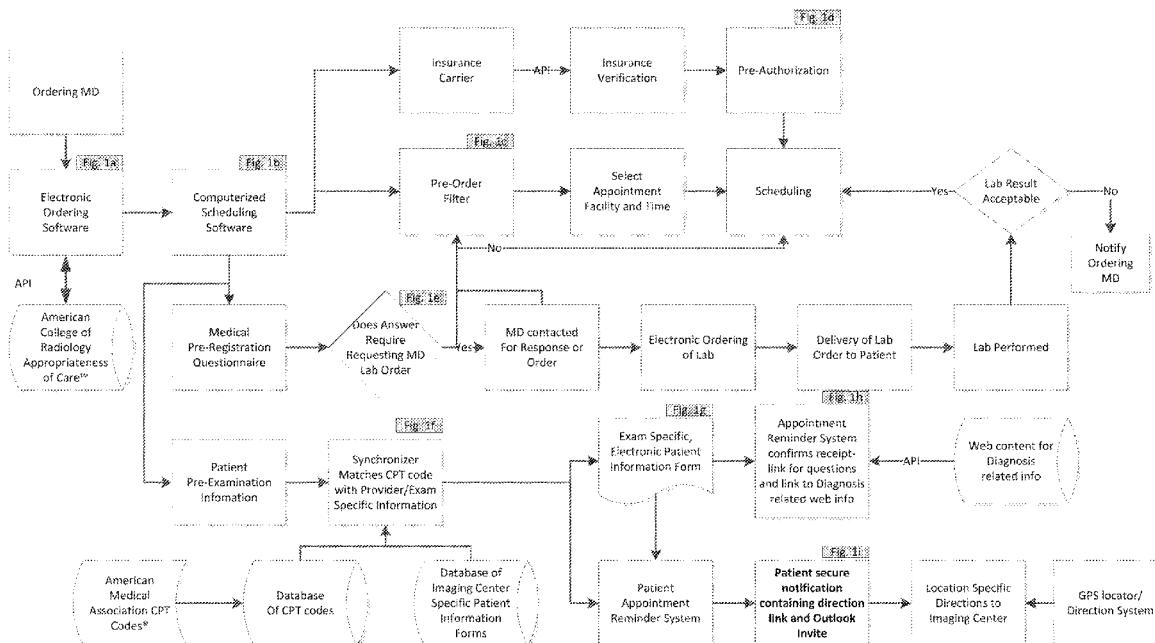 Fig. 1d
Ordering MD
Insurance
Carrier
API
Insurance
Verification
Pre-Authorization
Fig. 1a
Fig. 1b
Fig. 1c
Electronic
Ordering
Software
Computerized
Scheduling
Software
Pre-Order
Filter
Select
Appointment
Facility and Time
Scheduling
Yes
Lab Result
Acceptable
No
No
Notify
Ordering
MD
API
American
College of
Radiology
Appropriateness
of Care™
Medical
Pre-Registration
Questionnaire
Fig. 1e
Does Answer
Require
Requesting MD
Lab Order
Yes
MD contacted
For Response or
Order
Electronic Ordering
of Lab
Delivery of Lab
Order to Patient
Lab Performed
Fig. 1f
Fig. 1g
Fig. 1h
Patient
Pre-Examination
Infomation
Synchronizer
Matches CPT code
with Provider/Exam
Specific Information
Exam Specific,
Electronic Patient
Information Form
Appointment
Reminder System
confirms receipt-
link for questions
and link to Diagnosis
related web info
API
Web content for
Diagnosis
related info
Fig. 1i
American
Medical
Association CPT
Codes®
Database
Of CPT codes
Database of
Imaging Center
Specific Patient
Information
Forms
Patient
Appointment
Reminder System
Patient secure
notification
containing direction
link and Outlook
Invite
Location Specific
Directions to
Imaging Center
GPS locator/
Direction System